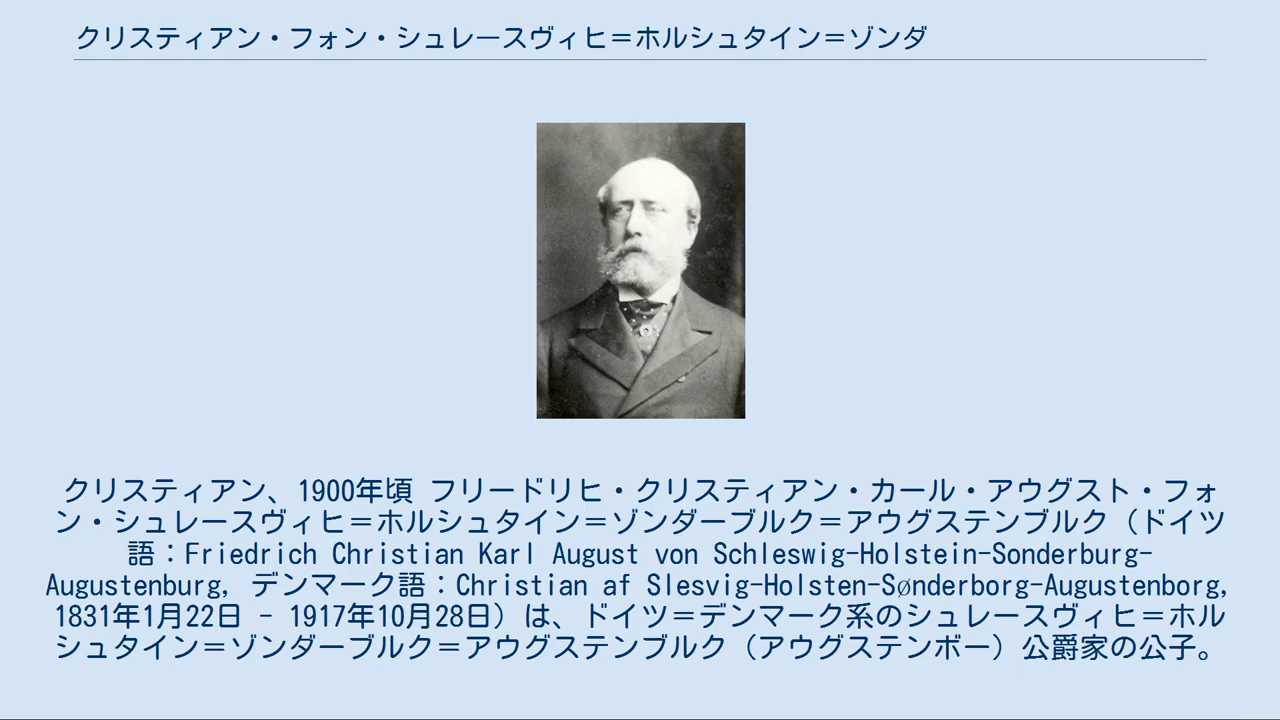 クリスティアン・フォン・シュレースヴィヒ＝ホルシュタイン＝ゾンダ
クリスティアン、1900年頃 フリードリヒ・クリスティアン・カール・アウグスト・フォ
ン・シュレースヴィヒ＝ホルシュタイン＝ゾンダーブルク＝アウグステンブルク（ドイツ
語：Friedrich Christian Karl August von Schleswig-Holstein-Sonderburg-
Augustenburg, デンマーク語：Christian af Slesvig-Holsten-Sønderborg-Augustenborg,
1831年1月22日 - 1917年10月28日）は、ドイツ＝デンマーク系のシュレースヴィヒ＝ホル
シュタイン＝ゾンダーブルク＝アウグステンブルク（アウグステンボー）公爵家の公子。